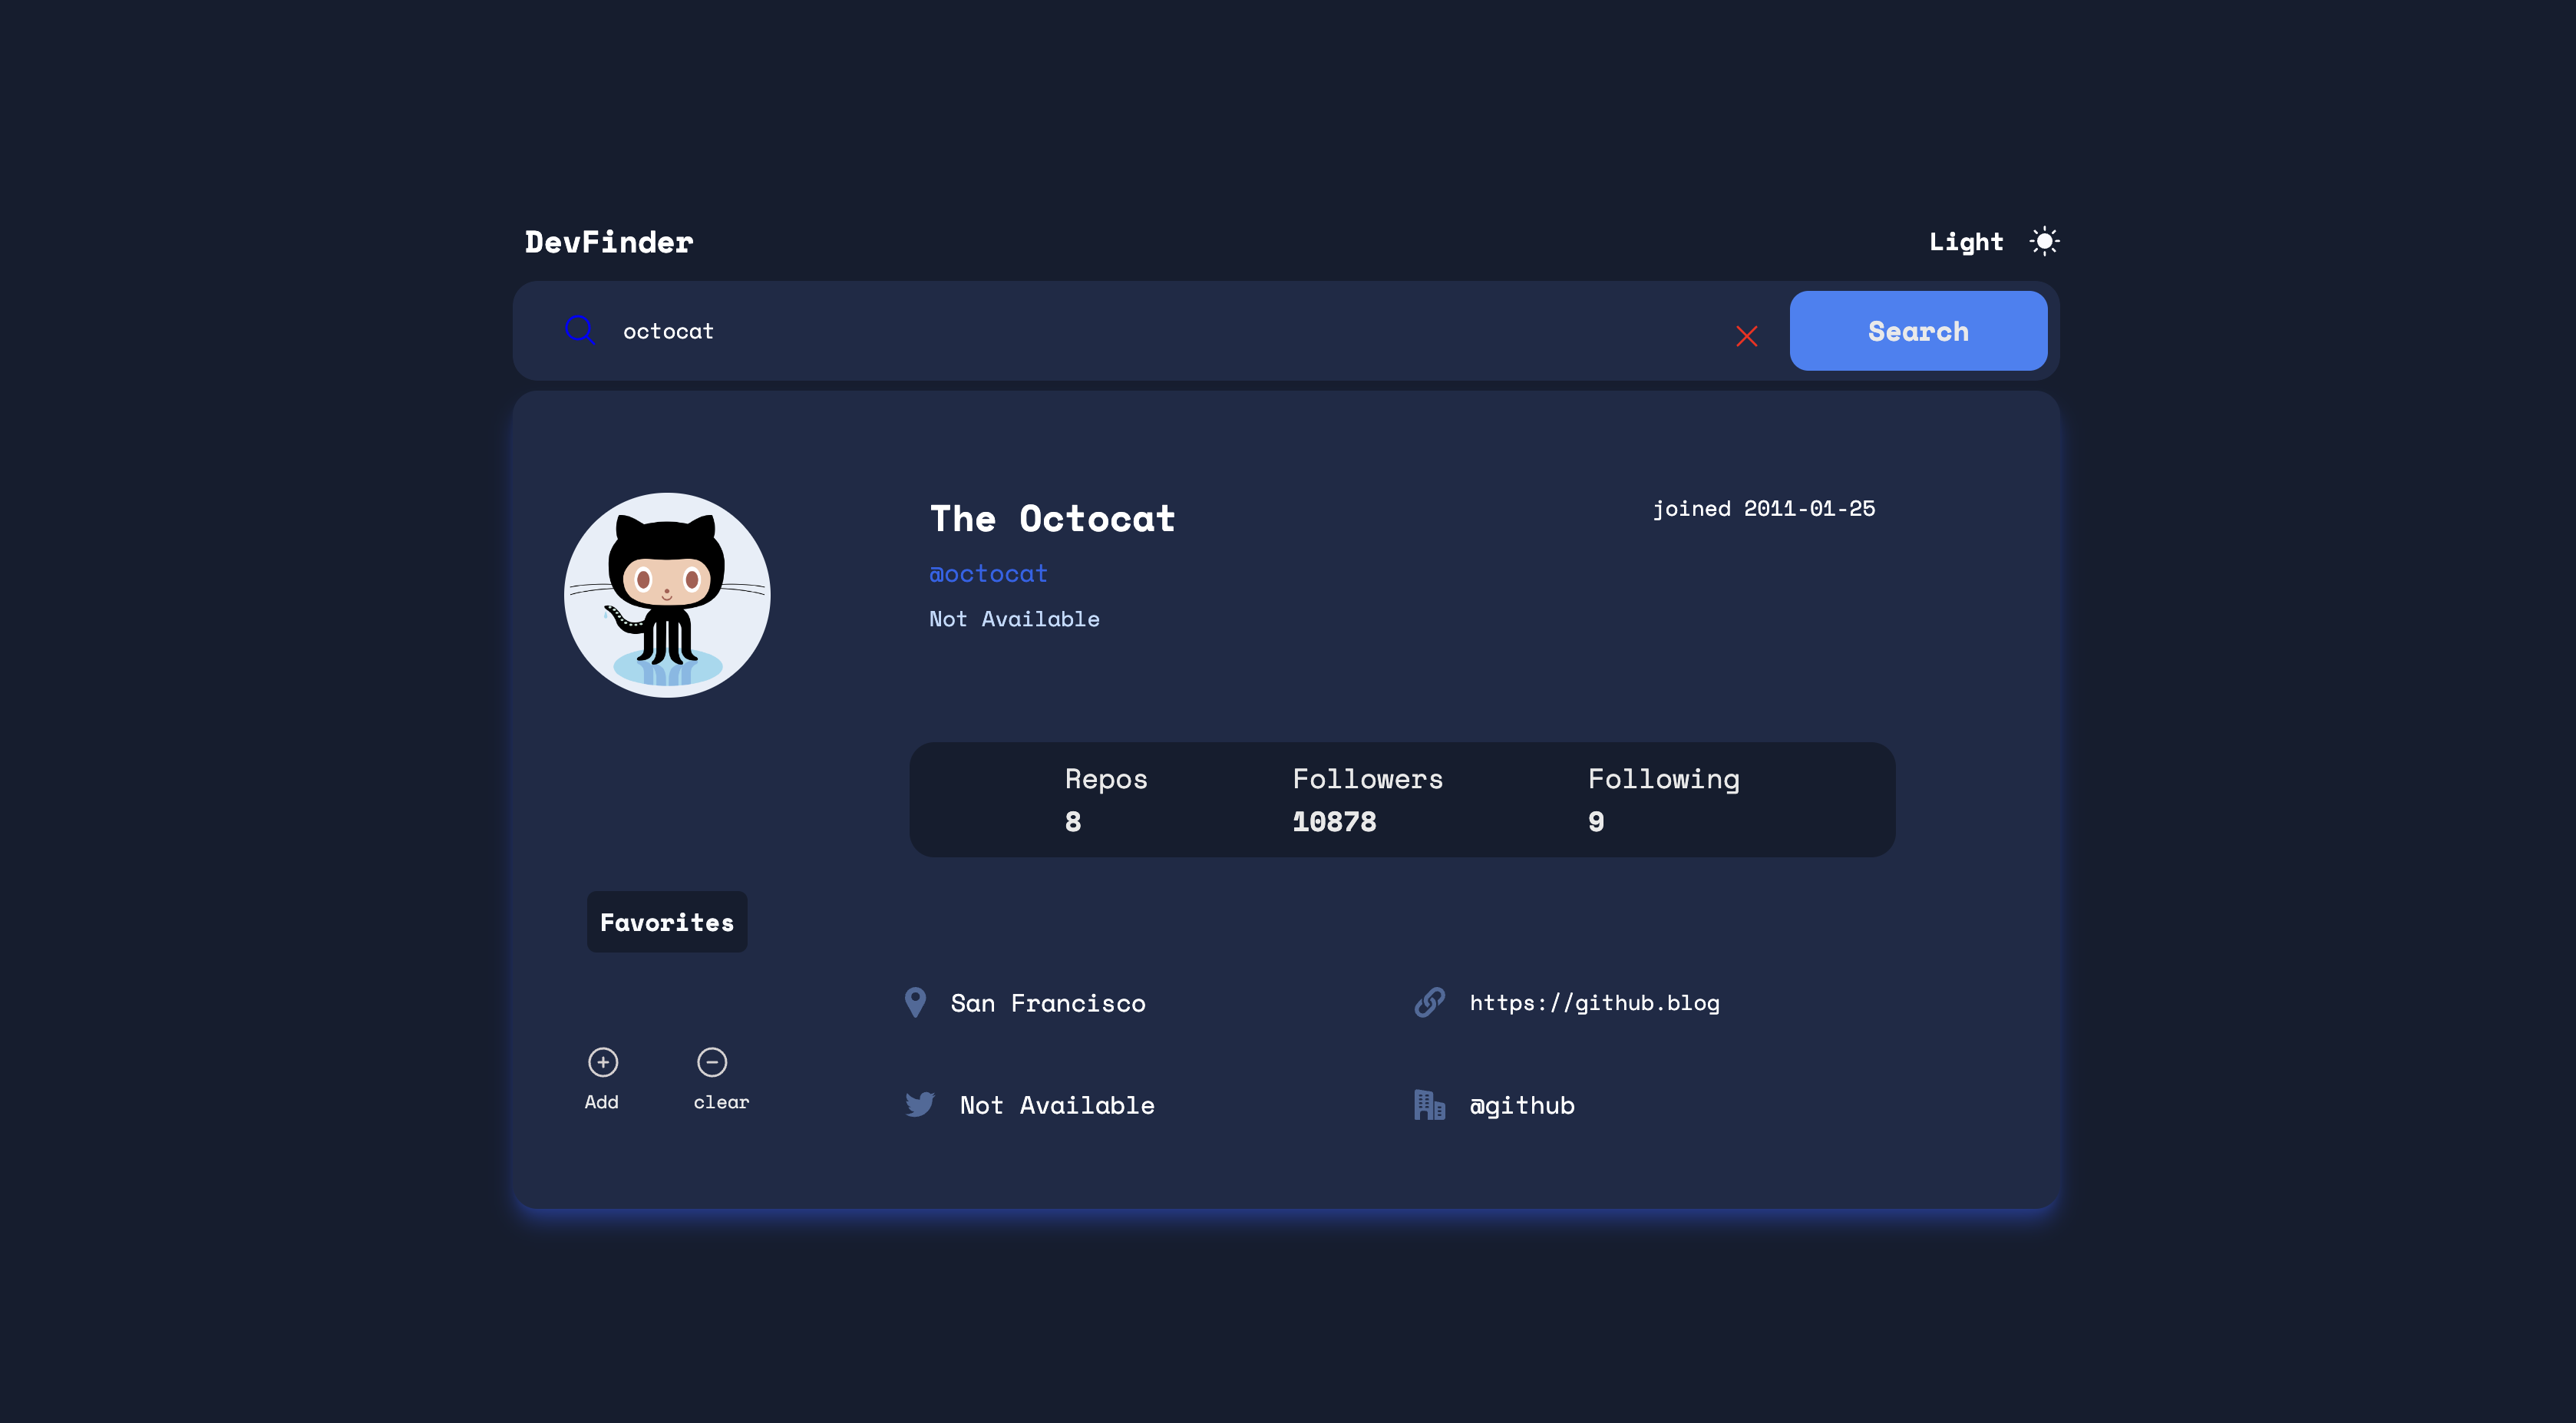 DevFinder
Light
octocat
Search
The Octocat
joined 2011-01-25
@octocat
Not Available
Repos
Followers
Following
8
10878
9
Favorites
San Francisco
https://github.blog
Add
clear
Not Available
@github